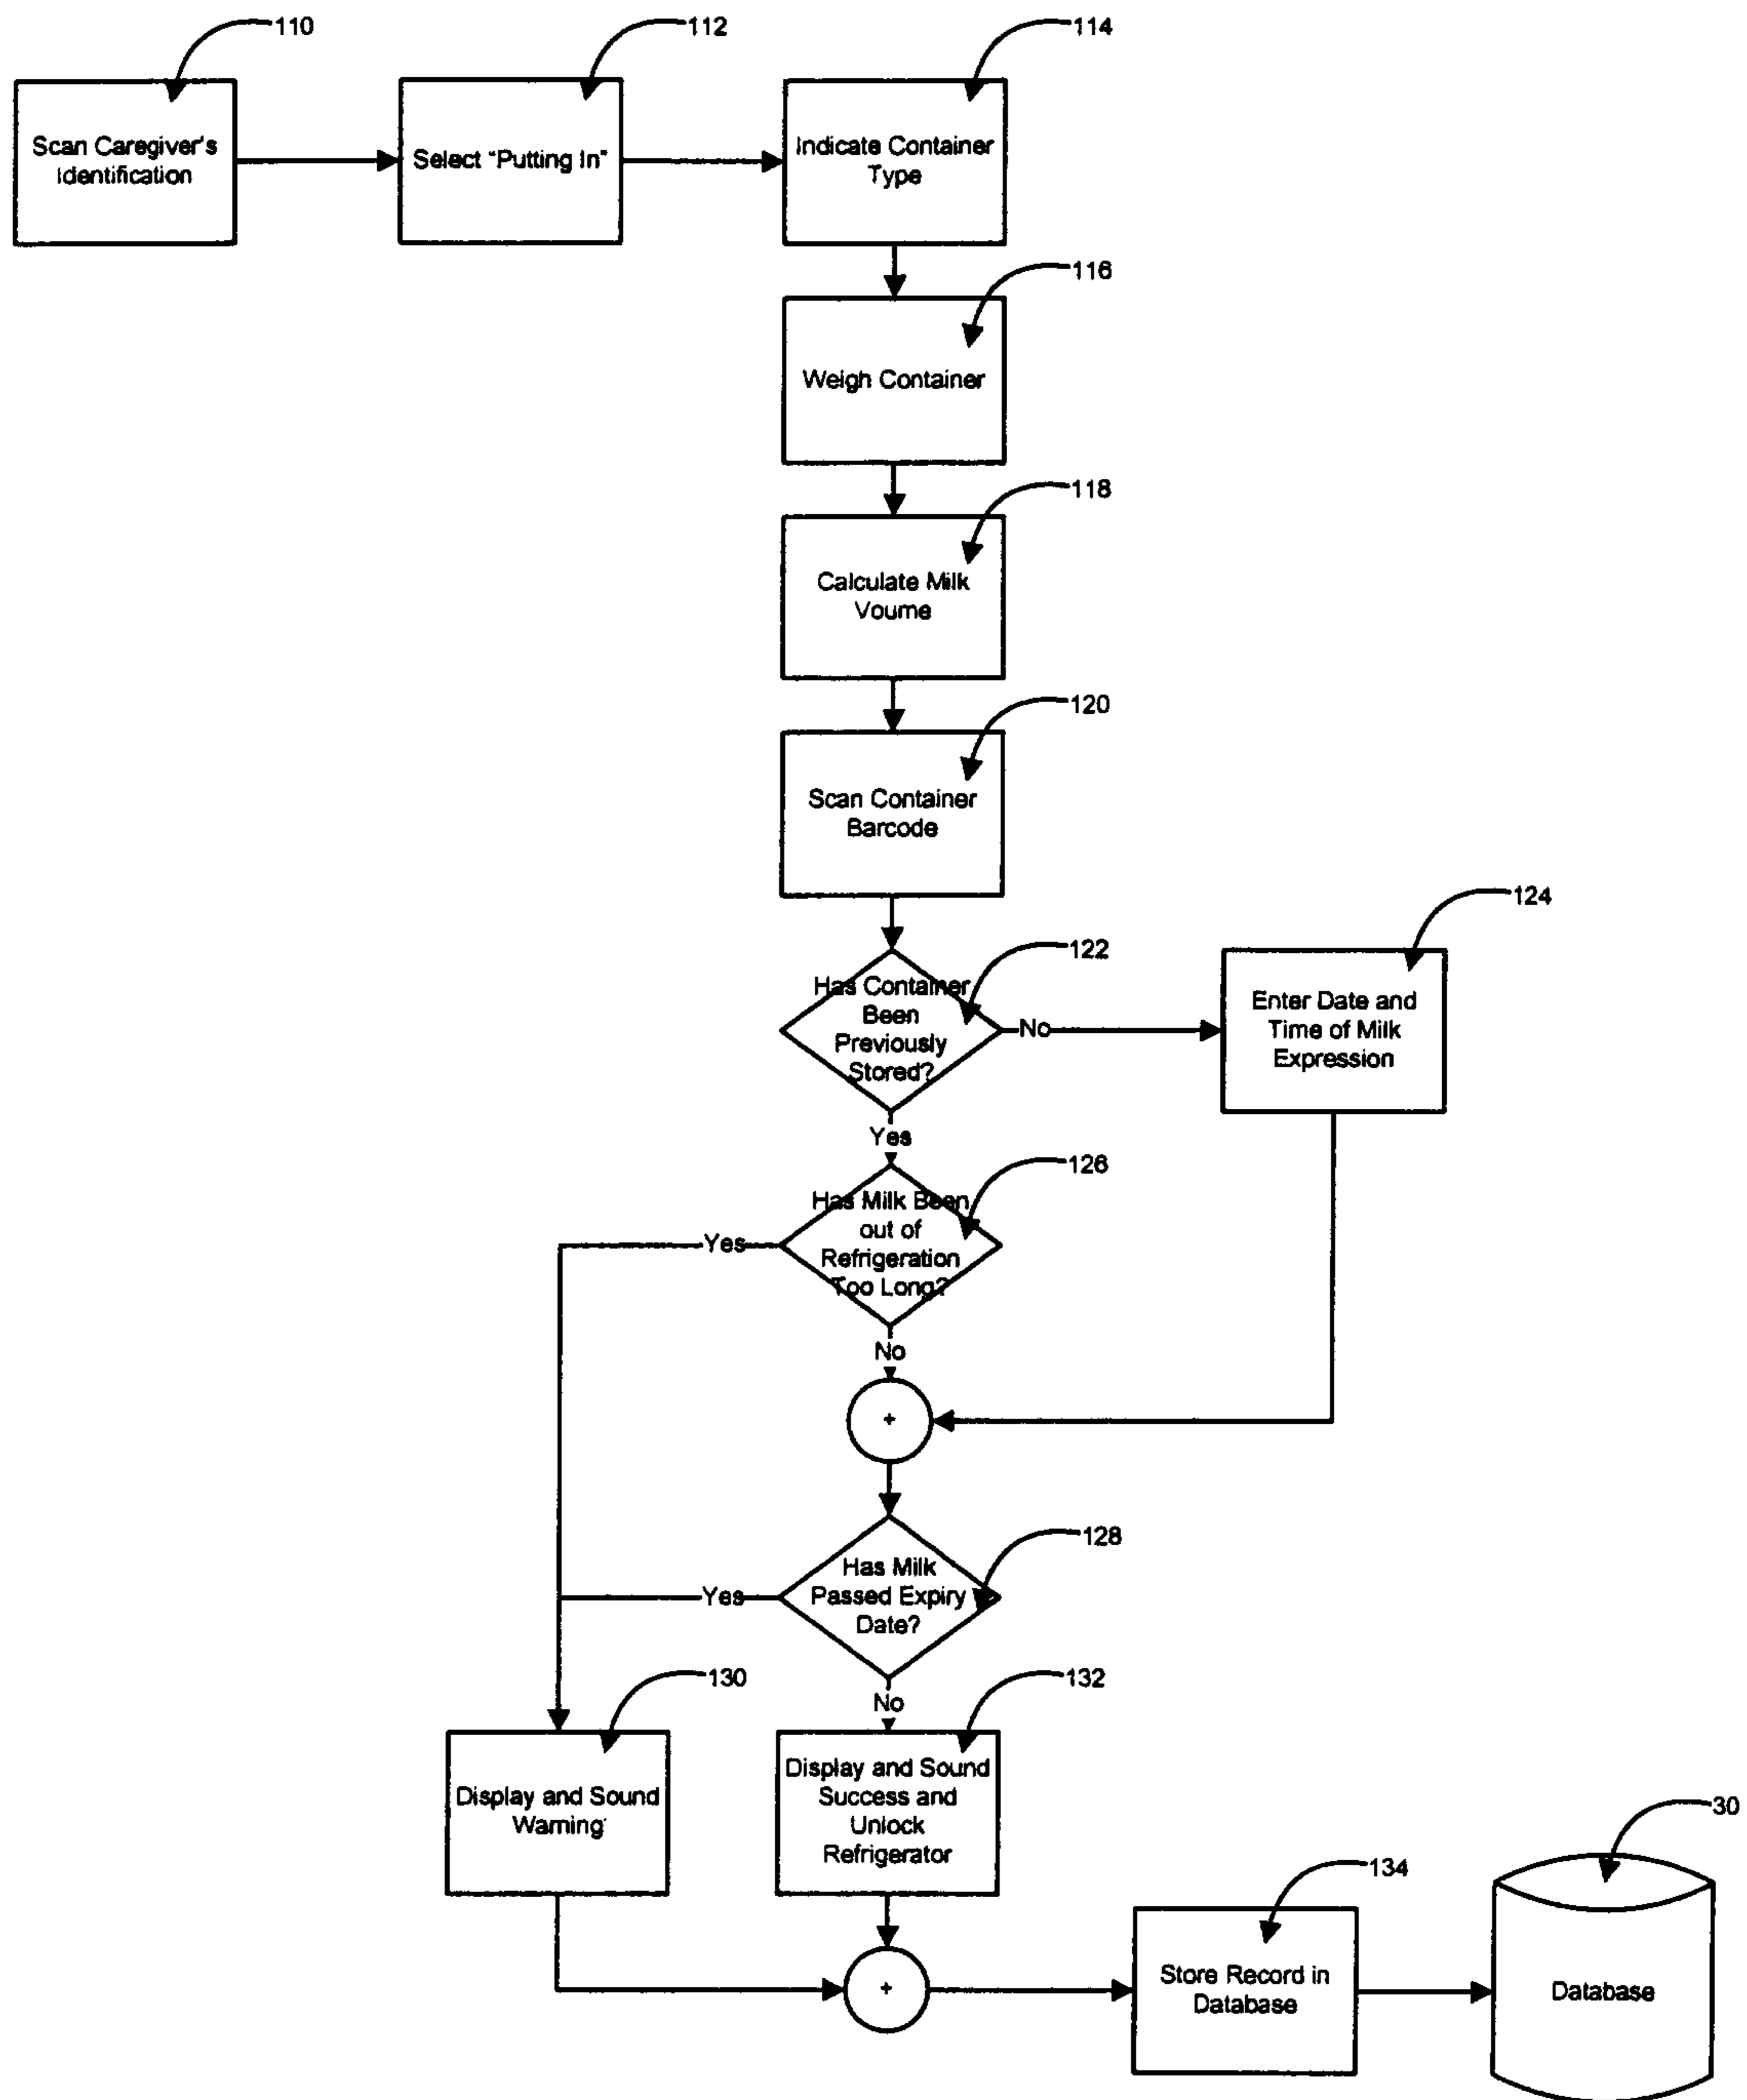 110
112
114
Scan Caregiver's
Identification
Select "Putting In"
Indicate Container
Type
116
Weigh Container
118
Calculate Milk
Voume
120
Scan Container
Barcode
122
124
Has Container
Been
Previously
Stored?
No
Enter Date and
Time of Milk
Expression
Yes
126
Has Milk Been
out of
Refrigeration
Too Long?
Yes
No
+
128
Has Milk
Passed Expiry
Date?
Yes
No
130
132
Display and Sound
Warning
Display and Sound
Success and
Unlock
Refrigerator
30
134
+
Store Record in
Database
Database